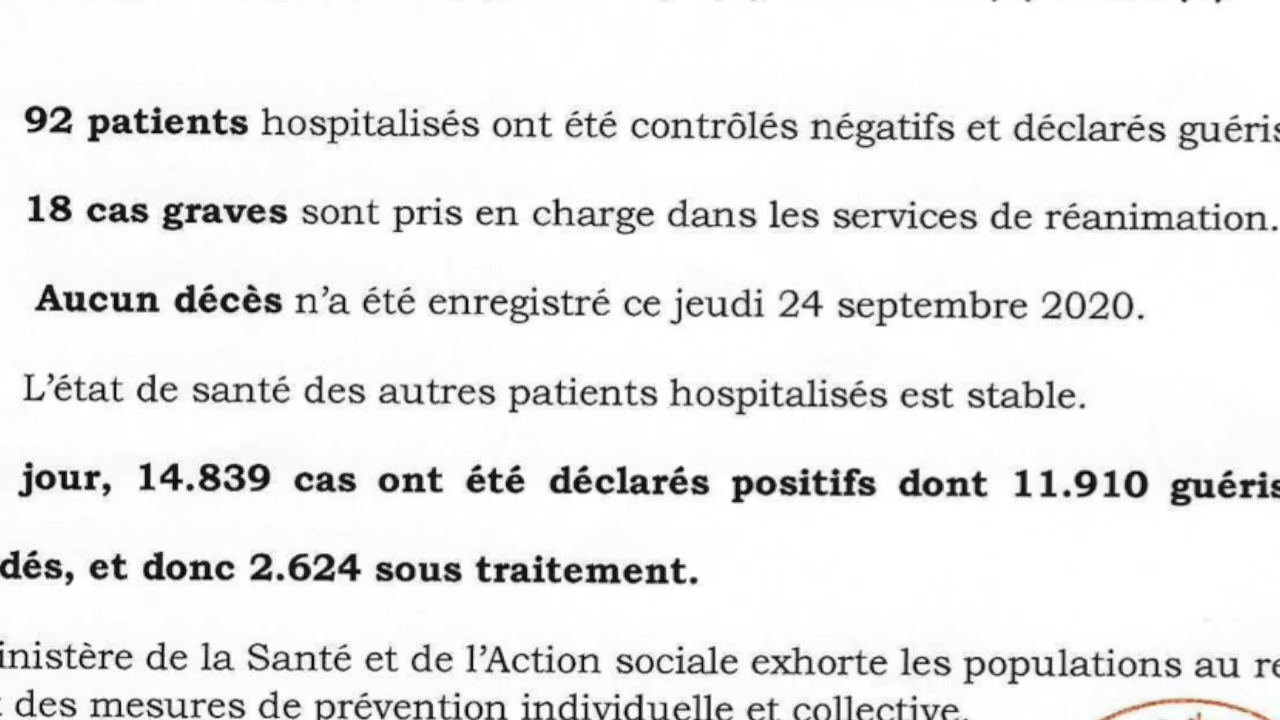 92 patients hospitalisés ont été contrôlés négatifs et déclarés guéris
18 cas graves sont pris en charge dans les services de réanimation.
Aucun décès n'a été enregistré ce jeudi 24 septembre 2020.
L'état de santé des autres patients hospitalisés est stable.
jour, 14.839 cas ont été déclarés positifs dont 11.910 guéris
dés, et donc 2.624 sous traitement.
inistère de la Santé et de l'Action sociale exhorte les populations au re
des mesures de prévention individuelle et collective.